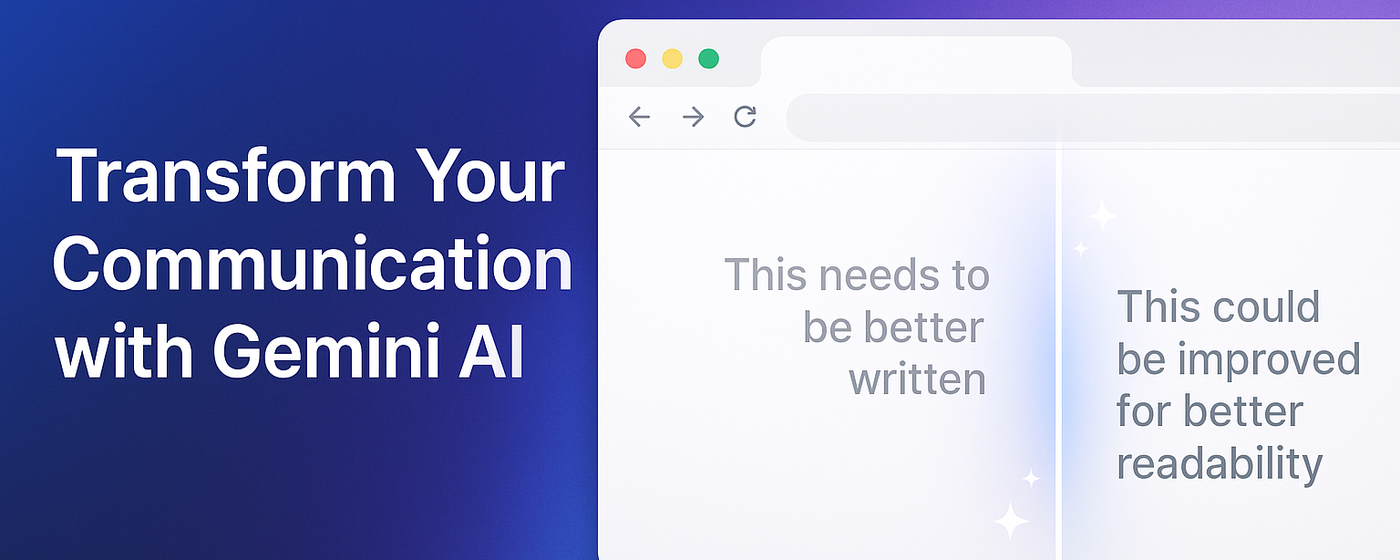 Transform Your
Communication
with Gemini AI
This needs to
be better
written
This could
be improved
for better
readability